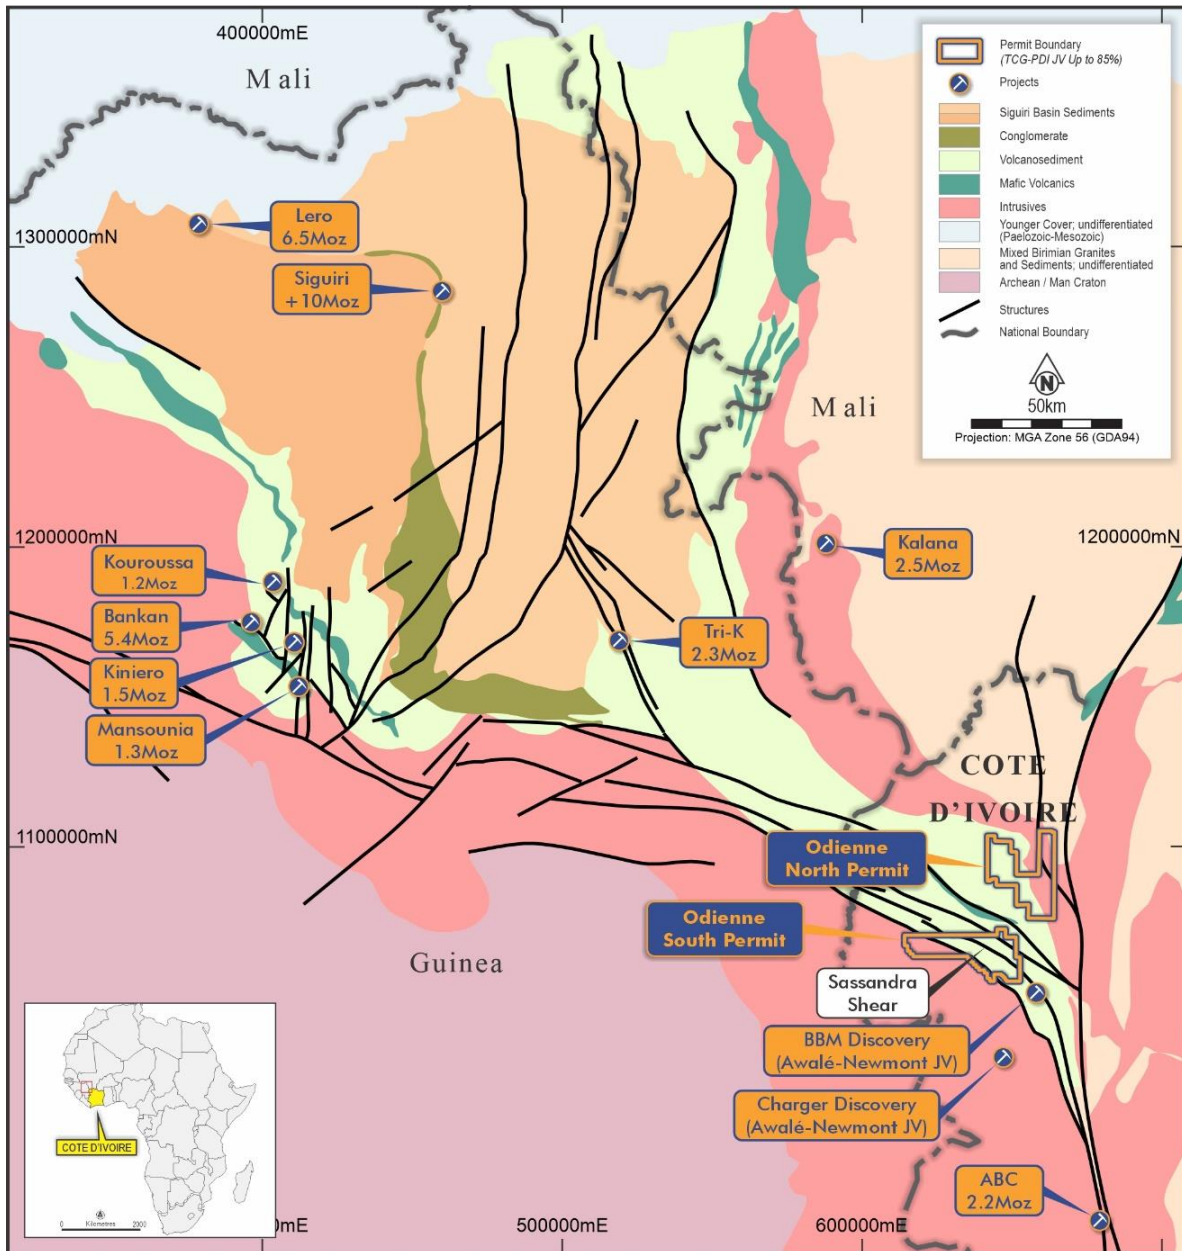 400000mE
Mali
Permit Boundary
(TCG-PDI JV Up to 85%)
Projects
Siguiri Basin Sediments
Conglomerate
Volcanosediment
Mafic Volcanics
Intrusives
Younger Cover; undifferentiated
(Paelozoic-Mesozoic)
Mixed Birimian Granites
and Sediments; undifferentiated
Archean / Man Craton
Structures
National Boundary
N
50km
Projection: MGA Zone 56 (GDA94)
1300000mN
Lero
6.5Moz
Siguiri
+10Moz
Mali
1200000mN
1200000mN
Kalana
2.5Moz
Kouroussa
1.2Moz
Bankan
5.4Moz
Kiniero
1.5Moz
Mansounia
1.3Moz
Tri-K
2.3Moz
COTE
D'IVOIRE
1100000mN
Odienne
North Permit
Odienne
South Permit
Guinea
Sassandra
Shear
BBM Discovery
(Awalé-Newmont JV)
Charger Discovery
(Awalé-Newmont JV)
ABC
2.2Moz
COTE D'IVOIRE
0 Kilometres 2000
0mE
500000mE
600000mE